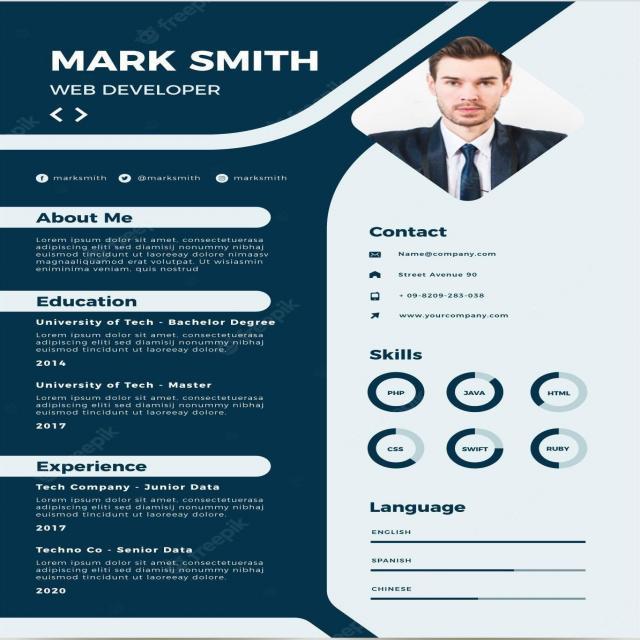 MARK SMITH
WEB DEVELOPER
< >
marksmith @marksmith marksmith
About Me
Lorem ipsum dolor sit amet, consectetuerasa
adipiscing elitir sed diamisij nonummy nibhaj
euismod tincidunt ut laoreeay dolore nimaasv
magnaaliguami erat volutpat. Ut wisiasmin
eniminima veniam, quis nostrud
Education
University of Tech - Bachelor Degree
Lorem ipsum dolor sit amet, consectetuerasa
adipiscing elitir sed diamisij nonummy nibhaj
euismod tincidunt ut laoreeay dolore.
2014
University of Tech - Master
Lorem ipsum dolor sit amet, consectetuerasa
adipiscing elitir sed diamisij nonummy nibhaj
euismod tincidunt ut laoreeay dolore.
2017
Experience
Tech Company - Junior Data
Lorem ipsum dolor sit amet, consectetuerasa
adipiscing elitir sed diamisij nonummy nibhaj
euismod tincidunt ut laoreeay dolore.
2017
Techno Co - Senior Data
Lorem ipsum dolor sit amet, consectetuerasa
adipiscing elitir sed diamisij nonummy nibhaj
euismod tincidunt ut laoreeay dolore.
2020
Contact
Name@company.com
Street Avenue 90
+ 09-8209-283-038
www.yourcompany.com
Skills
PHP JAVA HTML
CSS SWIFT RUBY
Language
ENGLISH
SPANISH
CHINESE
freepik